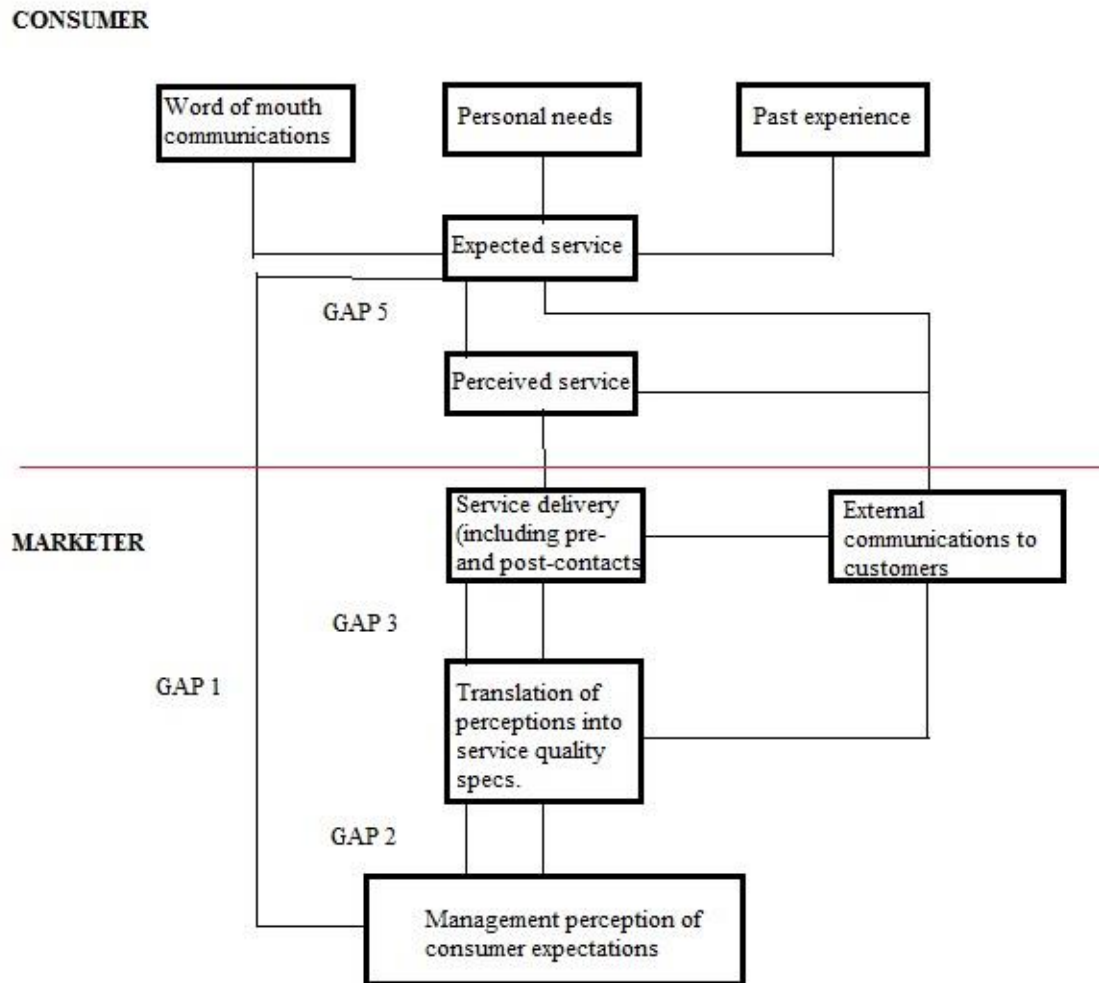 CONSUMER
Word of mouth
communications
Personal needs
Past experience
Expected service
GAP 5
Perceived service
MARKETER
Service delivery
(including pre-
and post-contacts
External
communications to
customers
GAP 3
GAP 1
Translation of
perceptions into
service quality
specs.
GAP 2
Management perception of
consumer expectations